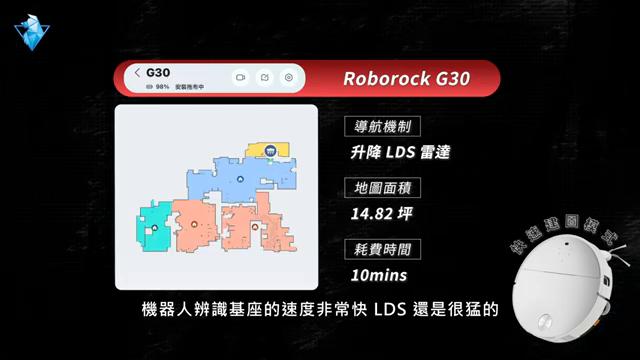 G30
98% 安裝拖布中
Roborock G30
導航機制
升降 LDS 雷達
地圖面積
14.82 坪
耗費時間
10mins
快速建圖模式
機器人辨識基座的速度非常快 LDS 還是很猛的